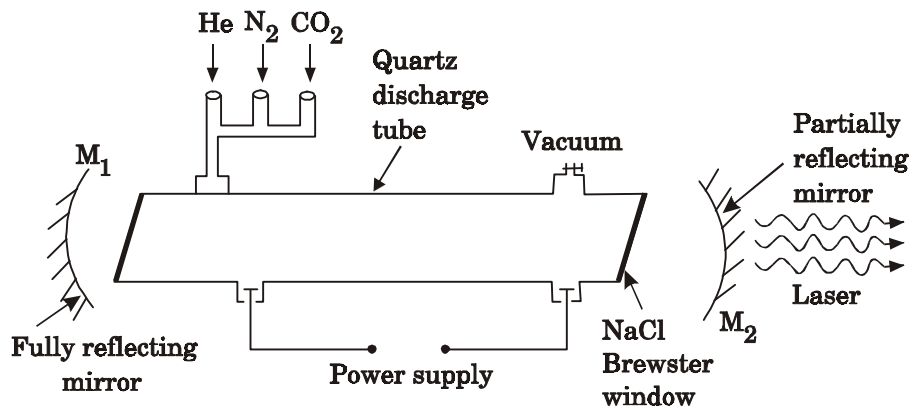 He N2 CO2
Quartz
discharge
tube
Vacuum
Partially
reflecting
mirror
M1
Laser
M2
NaCl
Brewster
window
Fully reflecting
mirror
Power supply